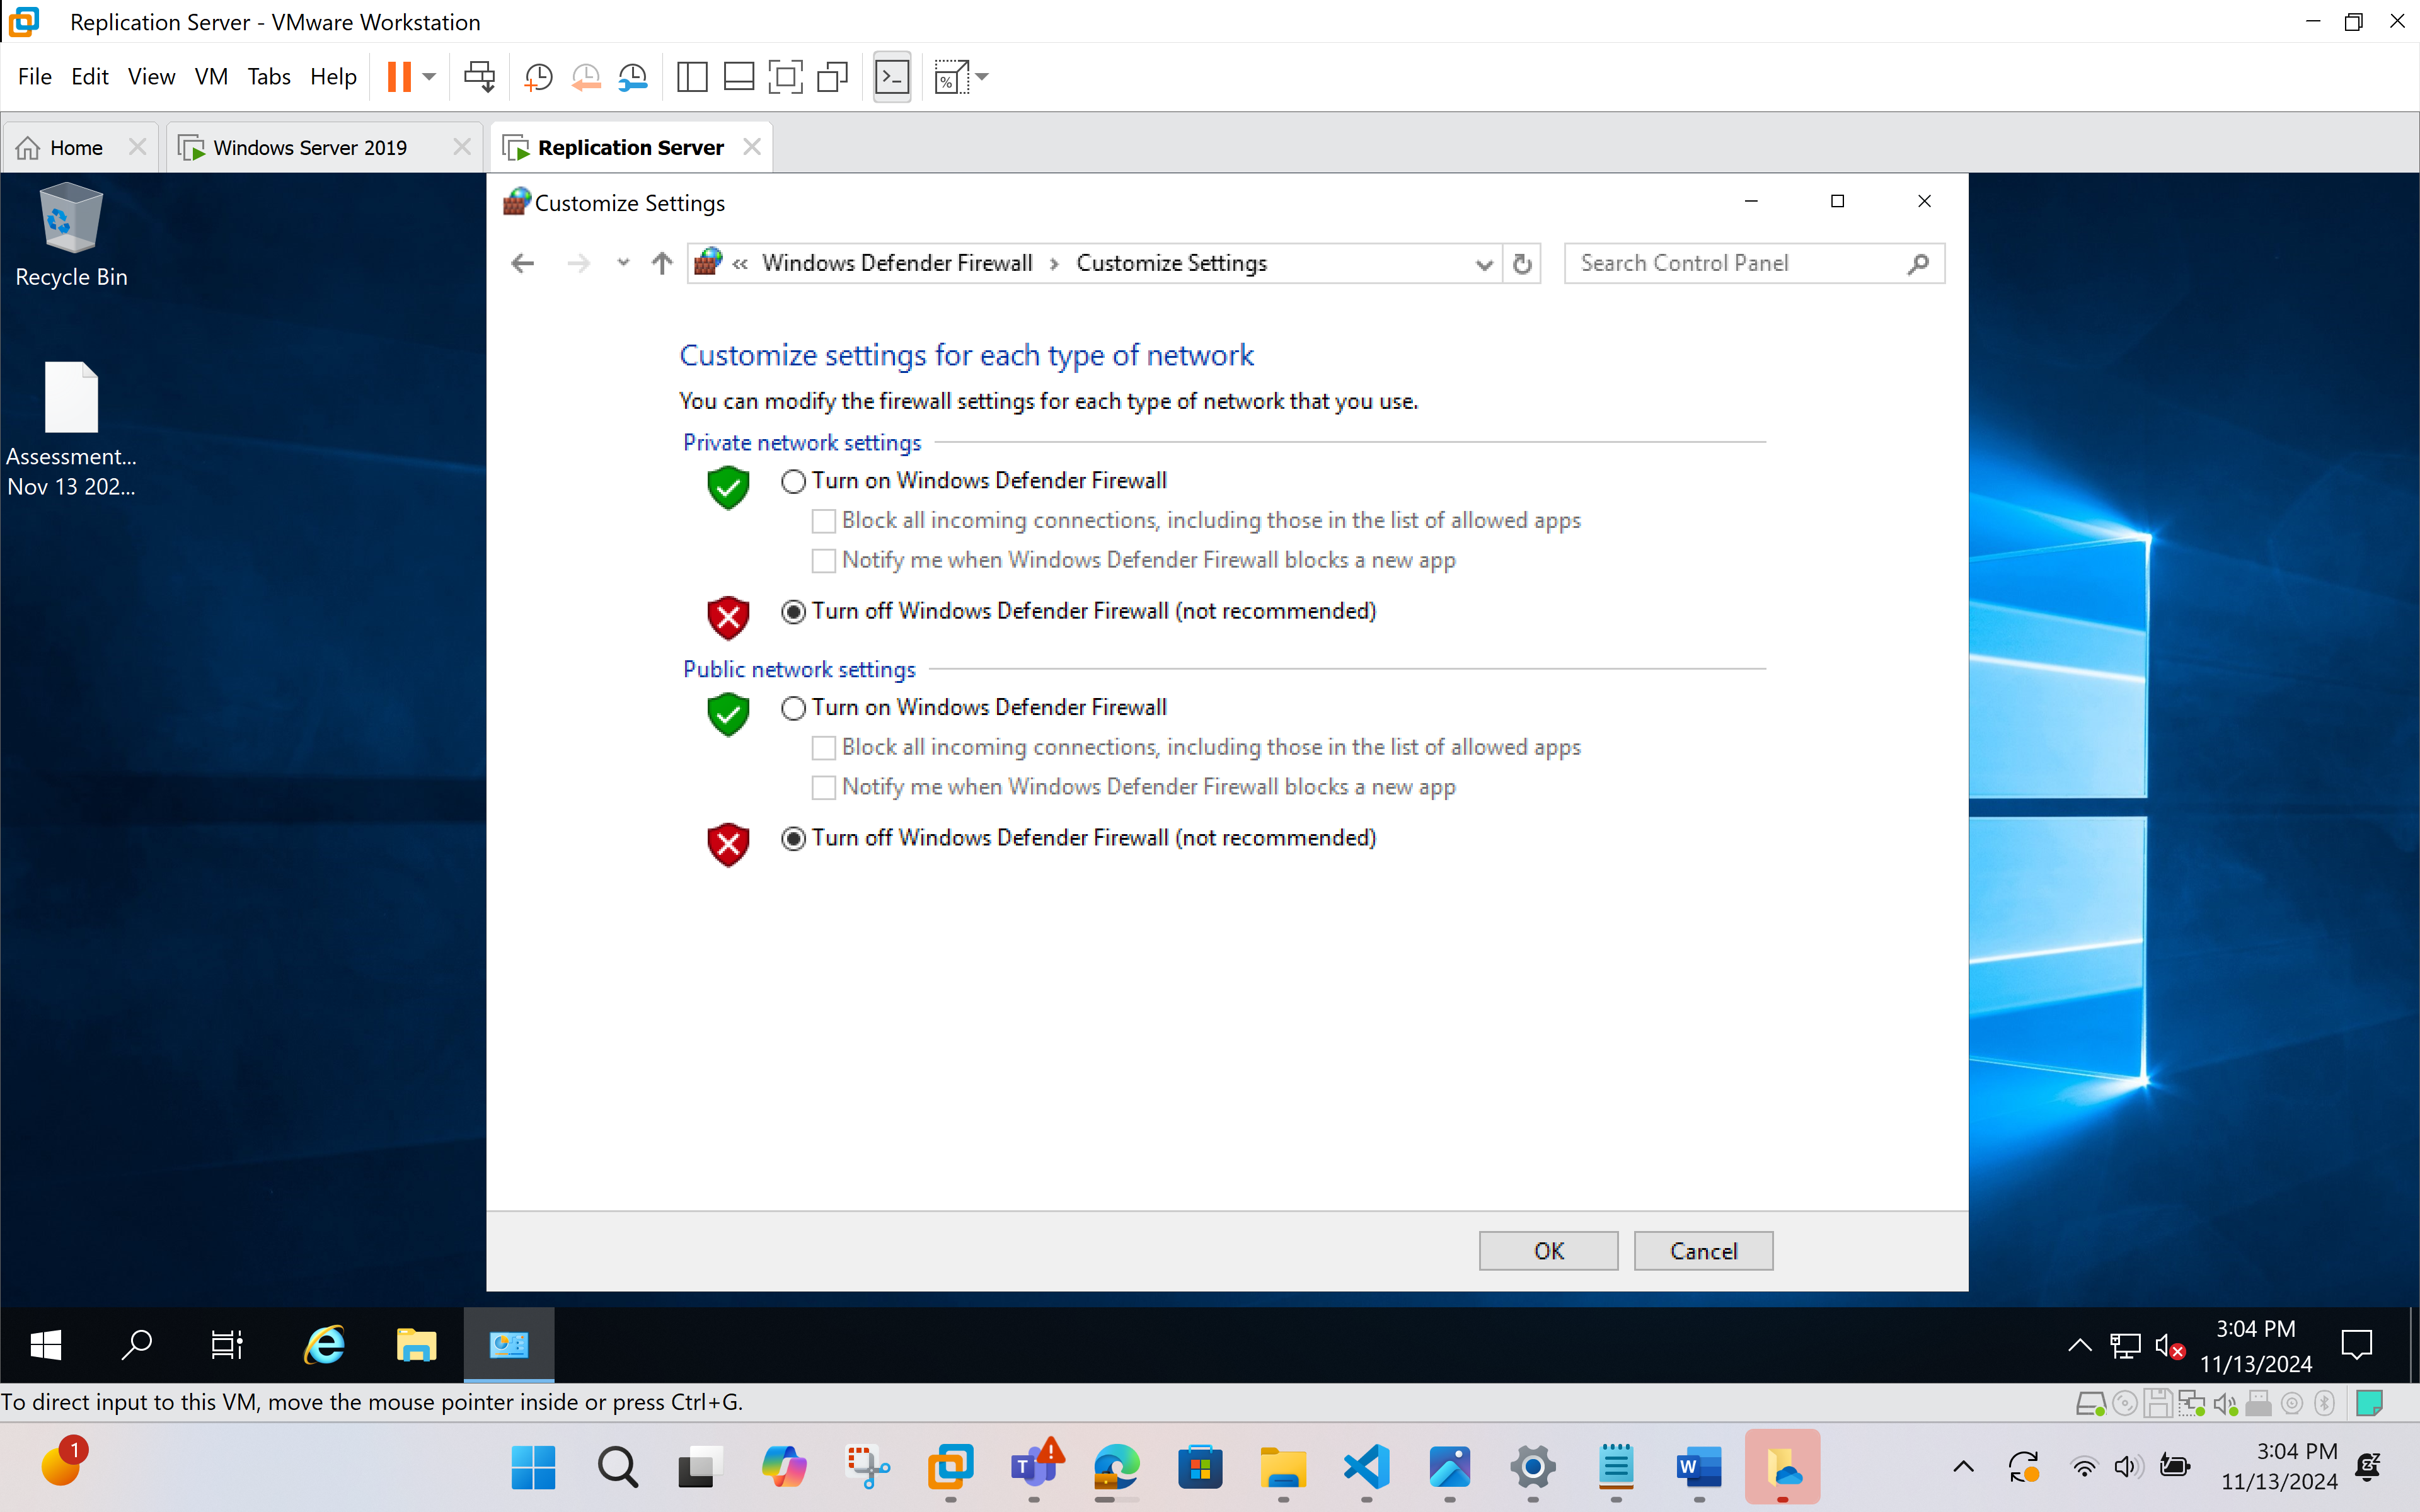 Replication Server - VMware Workstation
File Edit View VM Tabs Help
Home
Windows Server 2019
Replication Server
Recycle Bin
Assessment...
Nov 13 202...
Customize Settings
« Windows Defender Firewall › Customize Settings
Search Control Panel
Customize settings for each type of network
You can modify the firewall settings for each type of network that you use.
Private network settings
Turn on Windows Defender Firewall
Block all incoming connections, including those in the list of allowed apps
Notify me when Windows Defender Firewall blocks a new app
Turn off Windows Defender Firewall (not recommended)
Public network settings
Turn on Windows Defender Firewall
Block all incoming connections, including those in the list of allowed apps
Notify me when Windows Defender Firewall blocks a new app
Turn off Windows Defender Firewall (not recommended)
OK
Cancel
3:04 PM
11/13/2024
To direct input to this VM, move the mouse pointer inside or press Ctrl+G.
1
3:04 PM
11/13/2024